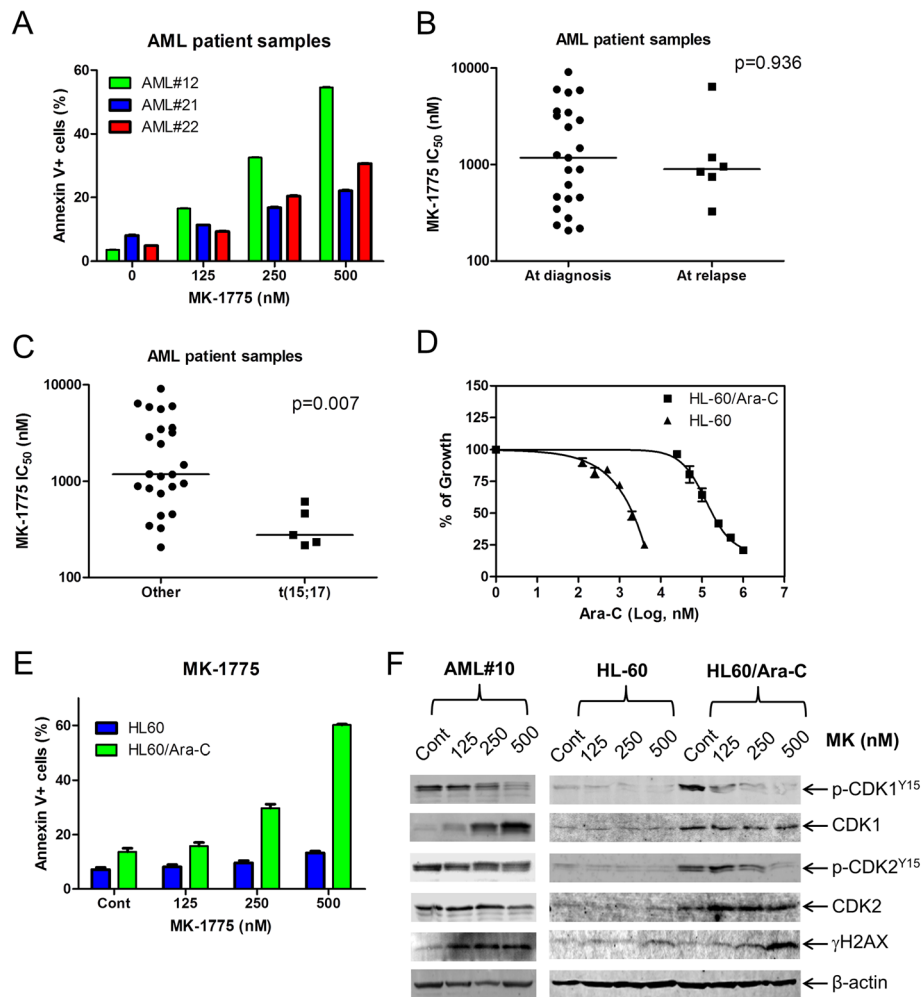 A
AML patient samples
Annexin V+ cells (%)
60
40
20
0
AML#12
AML#21
AML#22
0 125 250 500
MK-1775 (nM)
B
AML patient samples
p=0.936
MK-1775 IC50 (nM)
10000
1000
100
At diagnosis At relapse
C
AML patient samples
p=0.007
MK-1775 IC50 (nM)
10000
1000
100
Other t(15;17)
D
% of Growth
150
125
100
75
50
25
0
HL-60/Ara-C
HL-60
0 1 2 3 4 5 6 7
Ara-C (Log, nM)
E
MK-1775
Annexin V+ cells (%)
60
40
20
0
HL60
HL60/Ara-C
Cont 125 250 500
MK-1775 (nM)
F
AML#10 HL-60 HL60/Ara-C
Cont 125 250 500 Cont 125 250 500 Cont 125 250 500 MK (nM)
p-CDK1Y15
CDK1
p-CDK2Y15
CDK2
γH2AX
β-actin